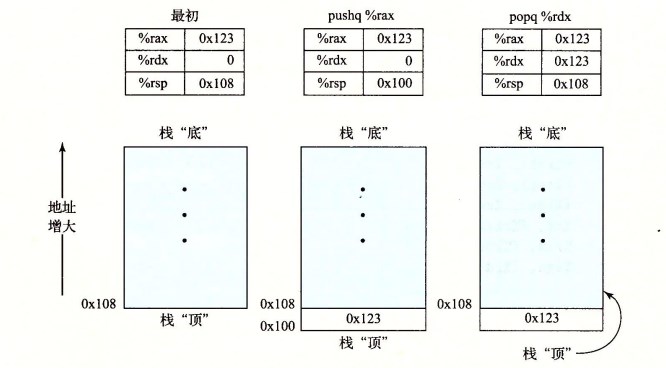 最初
%rax 0x123
%rdx 0
%rsp 0x108
pushq %rax
%rax 0x123
%rdx 0
%rsp 0x100
popq %rdx
%rax 0x123
%rdx 0x123
%rsp 0x108
栈“底”
栈“底”
栈“底”
地址
增大
0x108
栈“顶”
0x108
0x100
0x123
栈“顶”
0x108
0x123
栈“顶”